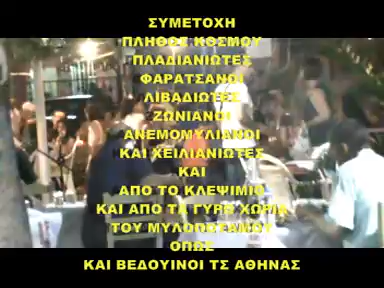 ΣΥΜΕΤΟΧΗ
ΠΛΗΘΟΣ ΚΟΣΜΟΥ
ΠΛΑΔΙΑΝΙΩΤΕΣ
ΦΑΡΑΤΣΑΝΟΙ
ΛΙΒΑΔΙΩΤΕΣ
ΖΩΝΙΑΝΟΙ
ΑΝΕΜΟΜΥΛΙΑΝΟΙ
ΚΑΙ ΧΕΙΛΙΑΝΙΩΤΕΣ
ΚΑΙ
ΑΠΟ ΤΟ ΚΛΕΨΙΜΙΟ
ΚΑΙ ΑΠΟ ΤΑ ΓΥΡΗ ΧΩΡΙΑ
ΤΟΥ ΜΥΛΟΠΟΤΑΜΟΥ
ΟΠΩΣ
ΚΑΙ ΒΕΔΟΥΙΝΟΙ ΤΣ ΑΘΗΝΑΣ